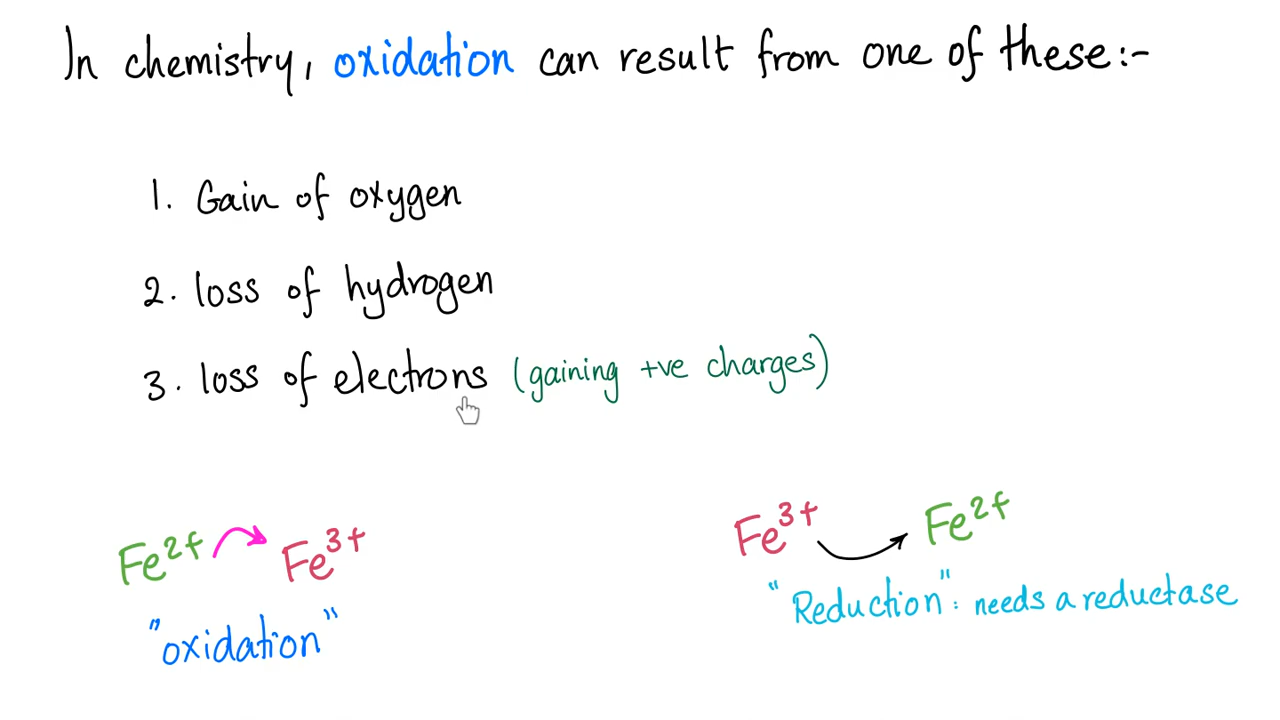 In chemistry, oxidation can result from one of these:-
1. Gain of oxygen
2. loss of hydrogen
3. loss of electrons (gaining +ve charges)
Fe2+ Fe3+
"oxidation"
Fe3+ Fe2+
"Reduction": needs a reductase